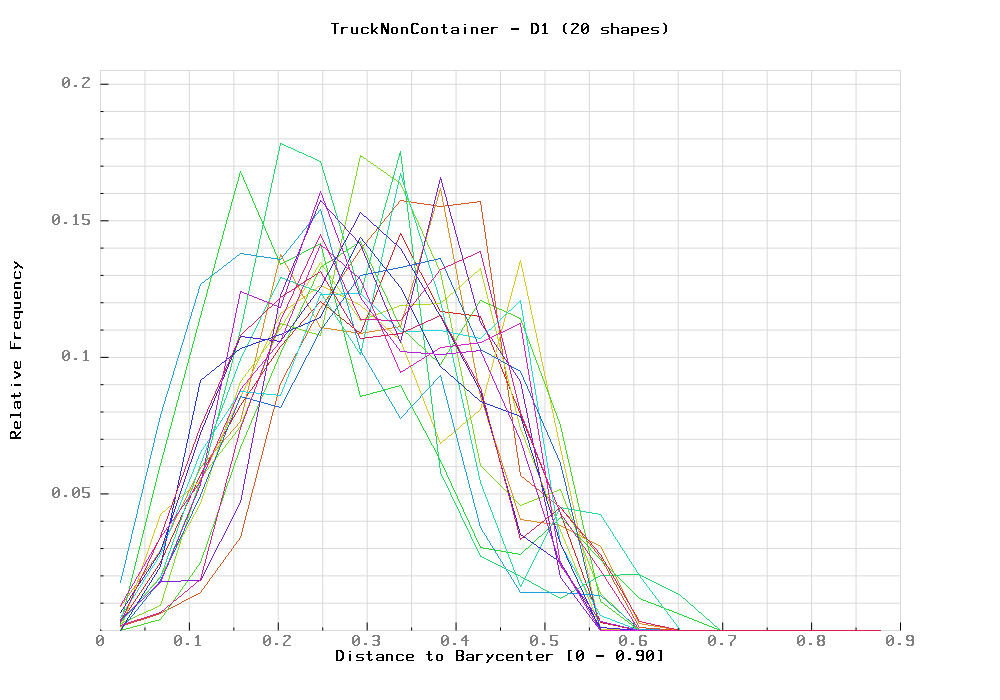 TruckNonContainer - D1 (20 shapes)
0.2
0.15
0.1
0.05
Relative Frequency
0 0.1 0.2 0.3 0.4 0.5 0.6 0.7 0.8 0.9
Distance to Barycenter [0 - 0.90]